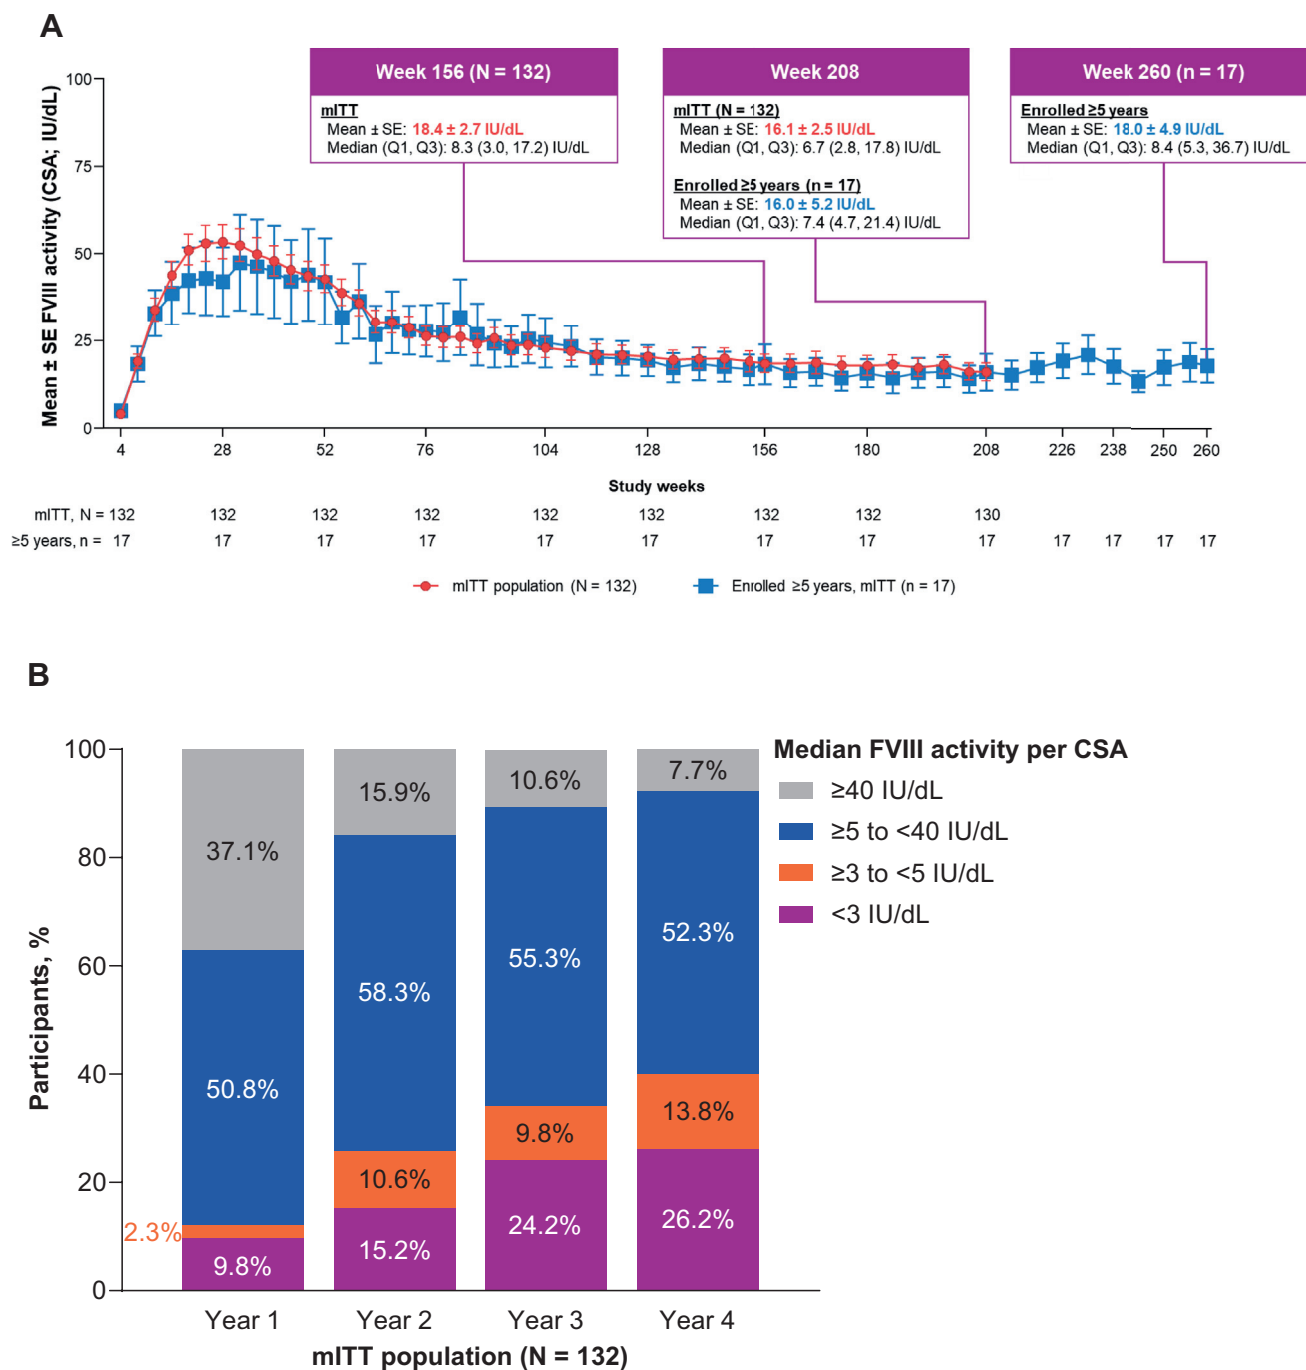 A
Mean ± SE FVIII activity (CSA; IU/dL)
100
75
50
25
0
Week 156 (N = 132)
mITT
Mean ± SE: 18.4 ± 2.7 IU/dL
Median (Q1, Q3): 8.3 (3.0, 17.2) IU/dL
Week 208
mITT (N = 132)
Mean ± SE: 16.1 ± 2.5 IU/dL
Median (Q1, Q3): 6.7 (2.8, 17.8) IU/dL
Enrolled ≥5 years (n = 17)
Mean ± SE: 16.0 ± 5.2 IU/dL
Median (Q1, Q3): 7.4 (4.7, 21.4) IU/dL
Week 260 (n = 17)
Enrolled ≥5 years
Mean ± SE: 18.0 ± 4.9 IU/dL
Median (Q1, Q3): 8.4 (5.3, 36.7) IU/dL
4 28 52 76 104 128 156 180 208 226 238 250 260
Study weeks
mITT, N = 132 132 132 132 132 132 132 132 130
≥5 years, n = 17 17 17 17 17 17 17 17 17 17 17 17 17
mITT population (N = 132) Enrolled ≥5 years, mITT (n = 17)
B
Participants, %
100
80
60
40
20
0
37.1%
50.8%
2.3%
9.8%
15.9%
58.3%
10.6%
15.2%
10.6%
55.3%
9.8%
24.2%
7.7%
52.3%
13.8%
26.2%
Median FVIII activity per CSA
≥40 IU/dL
≥5 to <40 IU/dL
≥3 to <5 IU/dL
<3 IU/dL
Year 1 Year 2 Year 3 Year 4
mITT population (N = 132)